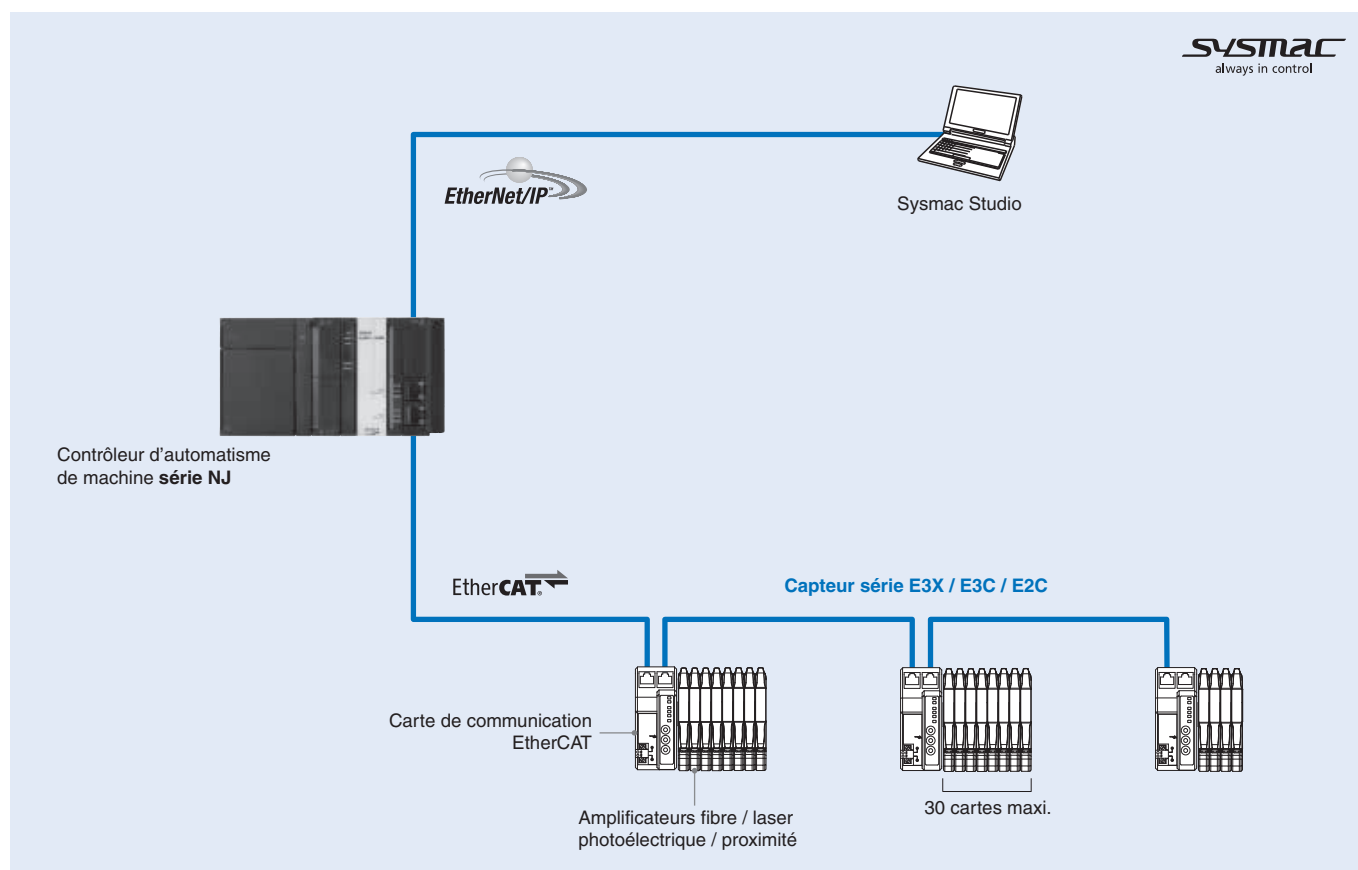 sysmac
always in control
EtherNet/IP™
Sysmac Studio
Contrôleur d'automatisme
de machine série NJ
EtherCAT®
Capteur série E3X / E3C / E2C
Carte de communication
EtherCAT
30 cartes maxi.
Amplificateurs fibre / laser
photoélectrique / proximité